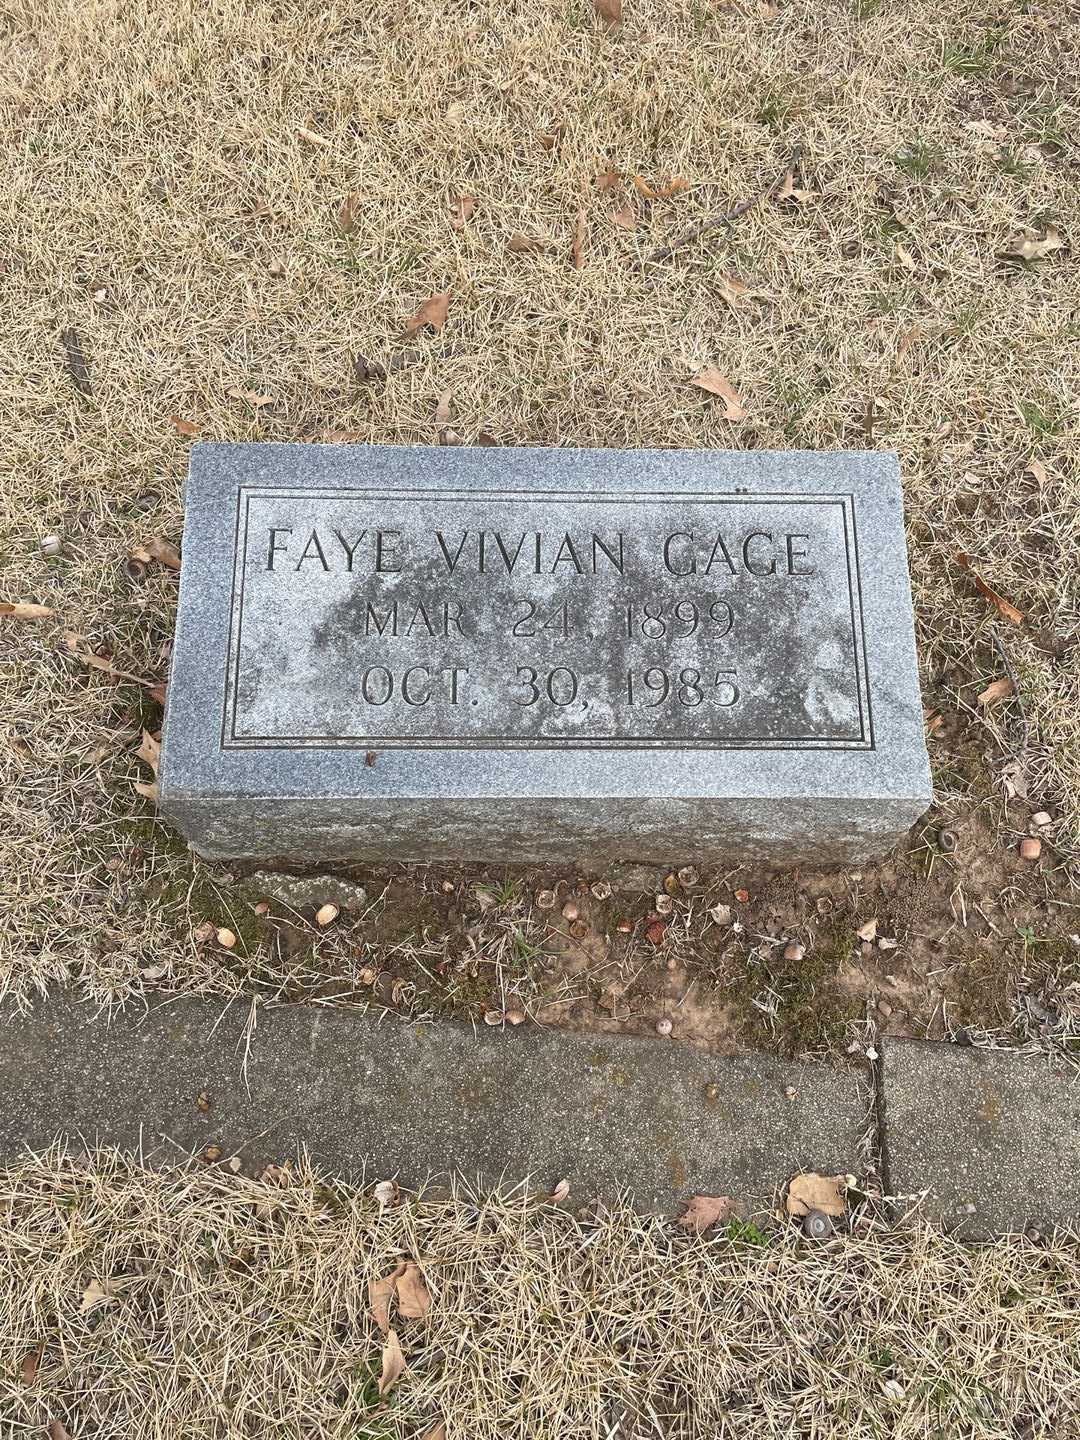 FAYE VIVIAN GAGE
MAR 24, 1899
OCT. 30, 1985